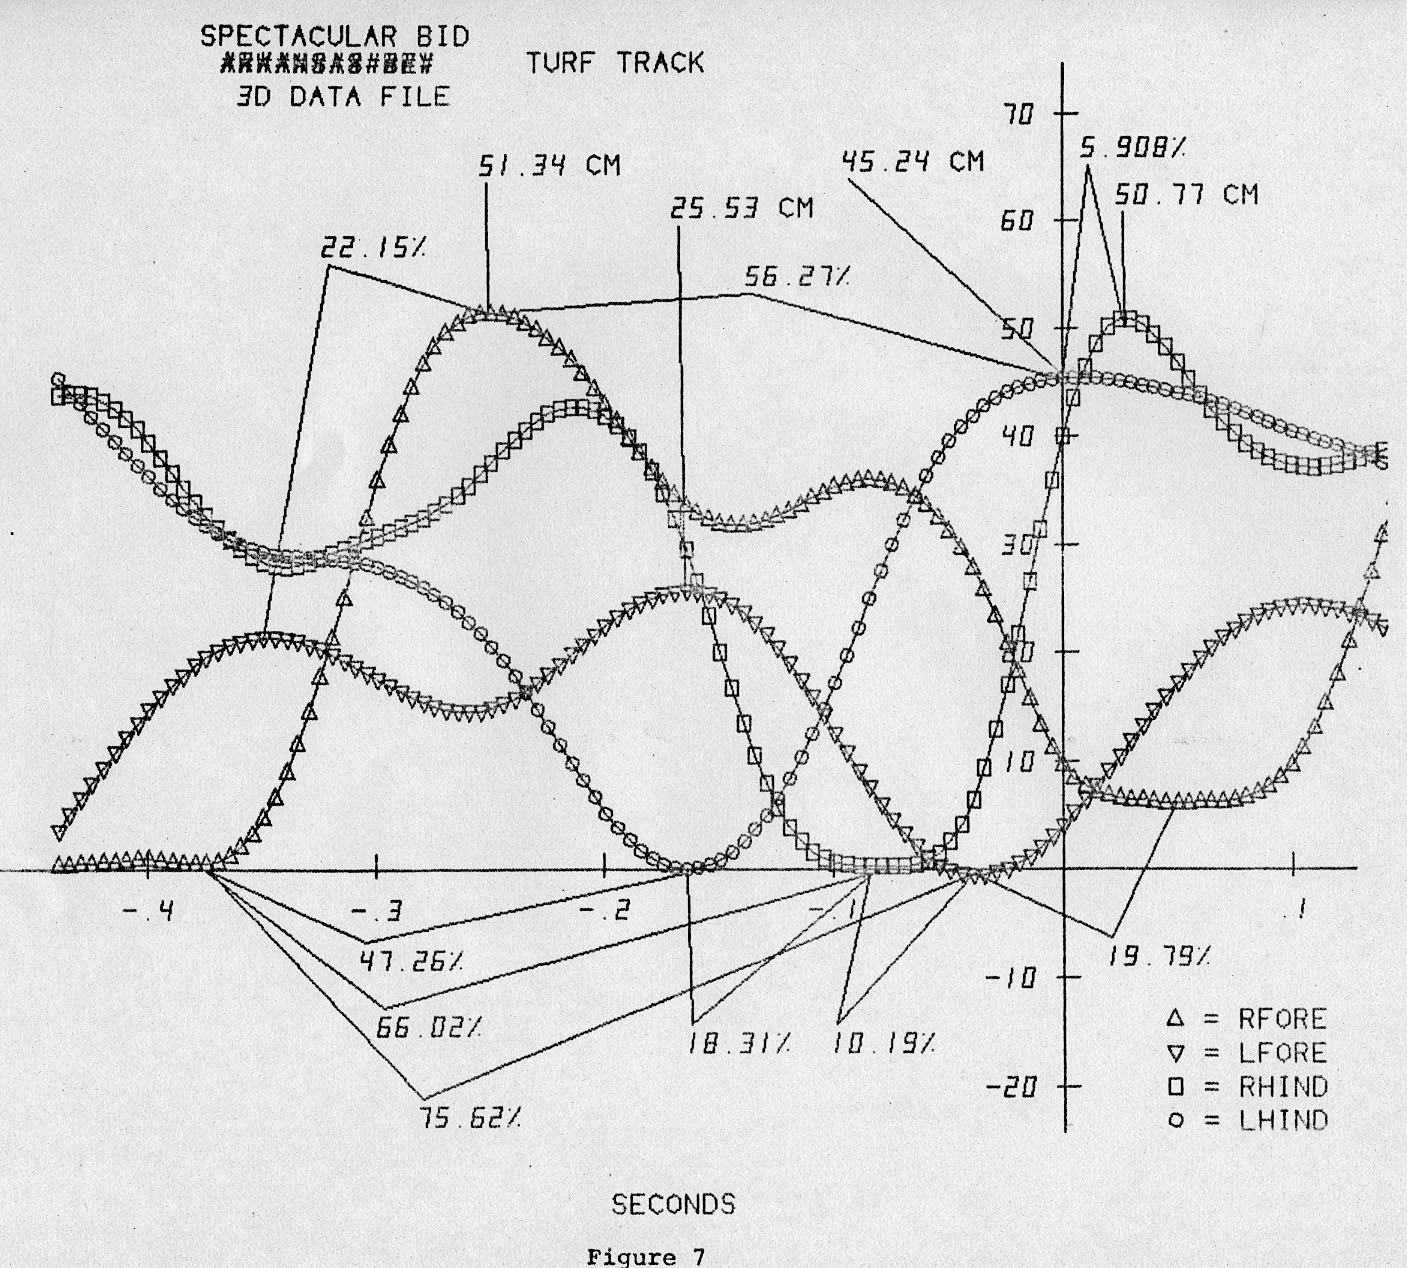 SPECTACULAR BID
TURF TRACK
3D DATA FILE
70
5.908%
51.34 CM
45.24 CM
50.77 CM
25.53 CM
60
22.15%
56.27%
50
40
30
20
10
-.4
-.3
-.2
-.1
.1
47.26%
19.79%
-10
66.02%
18.31%
10.19%
△ = RFORE
▽ = LFORE
-20
□ = RHIND
75.62%
○ = LHIND
SECONDS
Figure 7